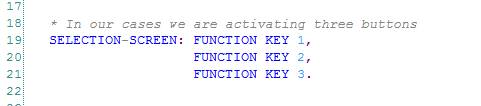 17
18 * In our cases we are activating three buttons
19 SELECTION-SCREEN: FUNCTION KEY 1,
20 FUNCTION KEY 2,
21 FUNCTION KEY 3.
22